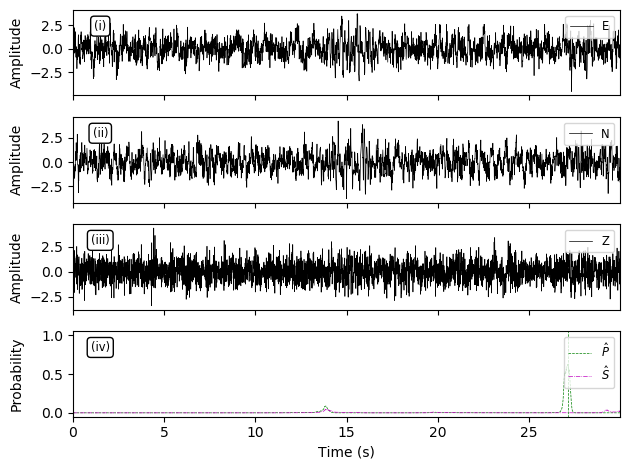 Amplitude
2.5
0.0
−2.5
(i)
E
Amplitude
2.5
0.0
−2.5
(ii)
N
Amplitude
2.5
0.0
−2.5
(iii)
Z
Probability
1.0
0.5
0.0
(iv)
P̂
Ŝ
0 5 10 15 20 25
Time (s)